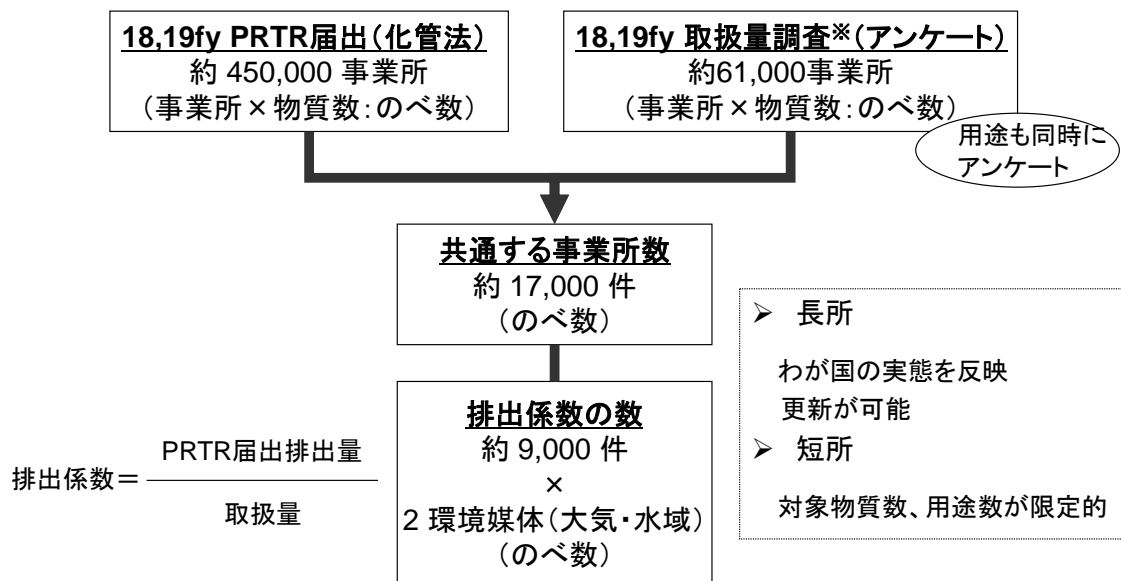 18,19fy PRTR届出(化管法)
約 450,000 事業所
(事業所×物質数:のべ数)
18,19fy 取扱量調査※(アンケート)
約61,000事業所
(事業所×物質数:のべ数)
用途も同時に
アンケート
共通する事業所数
約 17,000 件
(のべ数)
排出係数の数
約 9,000 件
×
2 環境媒体(大気・水域)
(のべ数)
排出係数=
PRTR届出排出量
取扱量
➢ 長所
わが国の実態を反映
更新が可能
➢ 短所
対象物質数、用途数が限定的